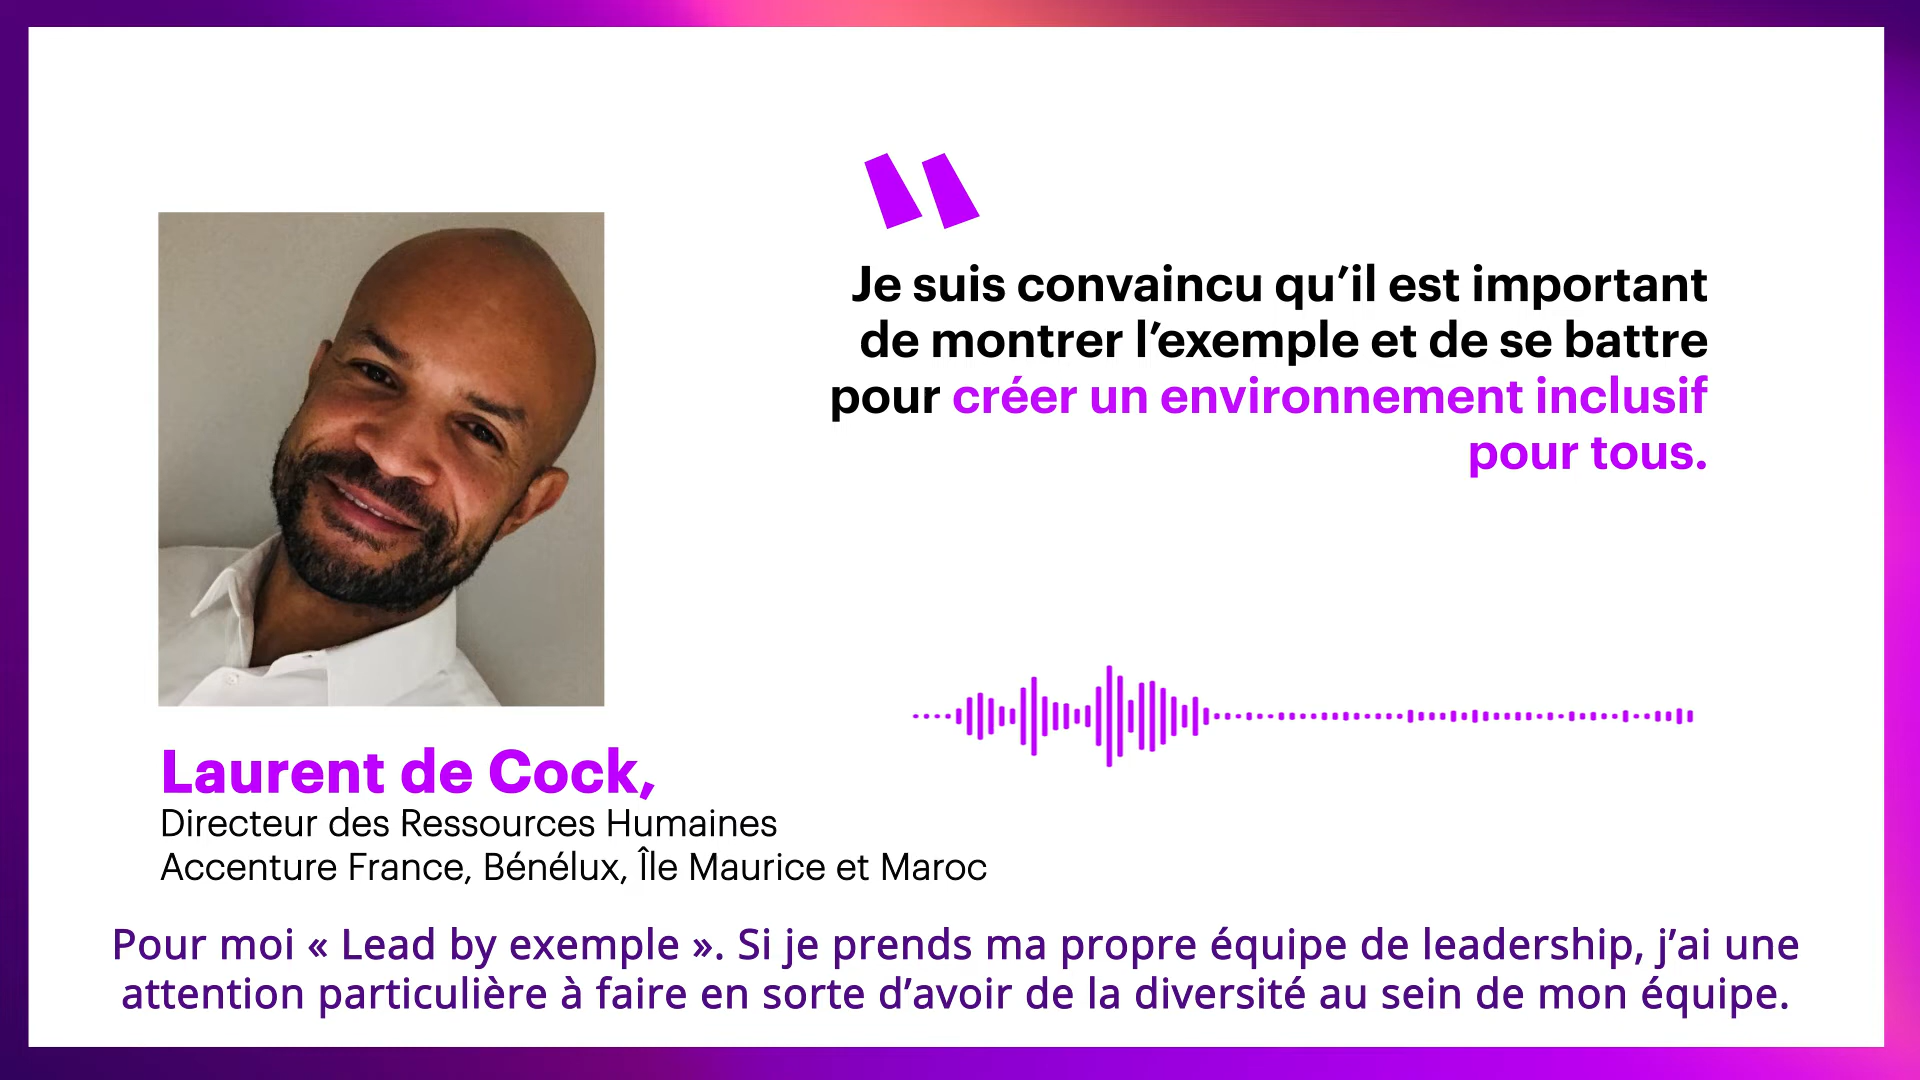 Je suis convaincu qu’il est important
de montrer l’exemple et de se battre
pour créer un environnement inclusif
pour tous.
Laurent de Cock,
Directeur des Ressources Humaines
Accenture France, Bénélux, Île Maurice et Maroc
Pour moi « Lead by exemple ». Si je prends ma propre équipe de leadership, j’ai une
attention particulière à faire en sorte d’avoir de la diversité au sein de mon équipe.